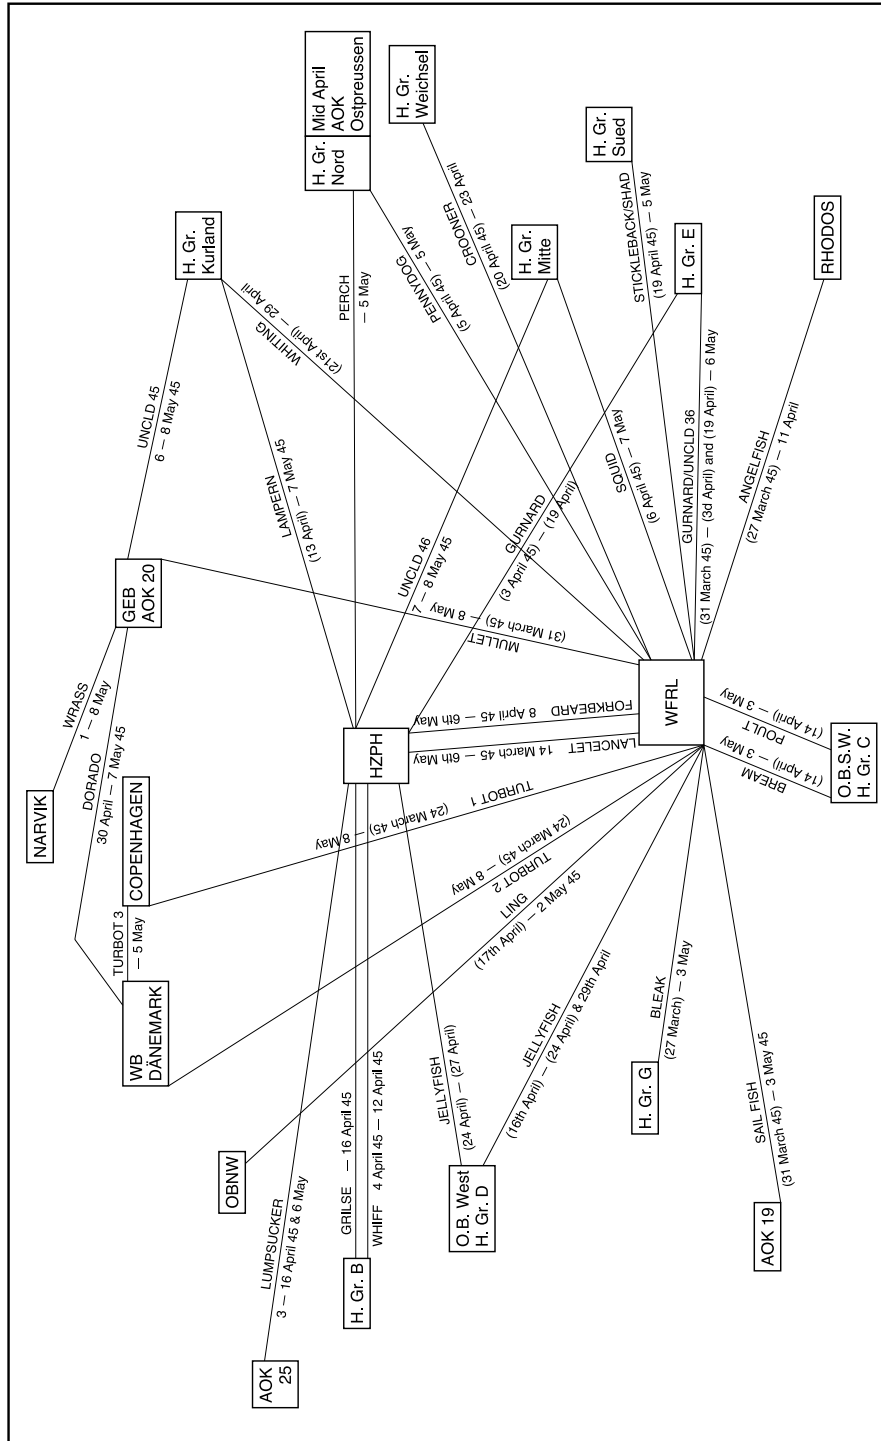 NARVIK
WRASS
1 — 8 May
DORADO
30 April — 7 May 45
COPENHAGEN
TURBOT 3
— 5 May
WB
DÄNEMARK
GEB
AOK 20
UNCLD 45
6 — 8 May 45
H. Gr.
Kurland
LAMPERN
(13 April) — 7 May 45
WHITING
(21st April) — 29 April
H. Gr.
Nord
Mid April
AOK
Ostpreussen
PERCH
— 5 May
PENNYDOG
(5 April 45) — 5 May
H. Gr.
Weichsel
CROONER
(20 April 45) — 23 April
H. Gr.
Mitte
UNCLD 46
7 — 8 May 45
SQUID
(6 April 45) — 7 May
H. Gr.
Sued
STICKLEBACK/SHAD
(19 April 45) — 5 May
H. Gr. E
GURNARD
(3 April 45) — (19 April)
GURNARD/UNCLD 36
(31 March 45) — (3d April) and (19 April) — 6 May
RHODOS
ANGELFISH
(27 March 45) — 11 April
MULLET
(31 March 45) — 8 May
HZPH
FORKBEARD
8 April 45 — 6th May
LANCELET
14 March 45 — 6th May
WFRL
TURBOT 1
(24 March 45) — 8 May
TURBOT 2
(24 March 45) — 8 May
OBNW
LING
(17th April) — 2 May 45
AOK
25
LUMPSUCKER
3 — 16 April 45 & 6 May
H. Gr. B
GRILSE — 16 April 45
WHIFF 4 April 45 — 12 April 45
O.B. West
H. Gr. D
JELLYFISH
(24 April) — (27 April)
JELLYFISH
(16th April) — (24 April) & 29th April
H. Gr. G
BLEAK
(27 March) — 3 May
AOK 19
SAIL FISH
(31 March 45) — 3 May 45
O.B.S.W.
H. Gr. C
POULT
(14 April) — 3 May
BREAM
(14 April) — 3 May